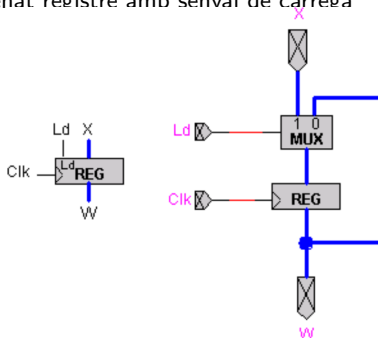 nat registre amb senyal de càrrega
X
1 0
MUX
Ld
Clk
REG
W
Ld X
Clk
Ld
REG
W